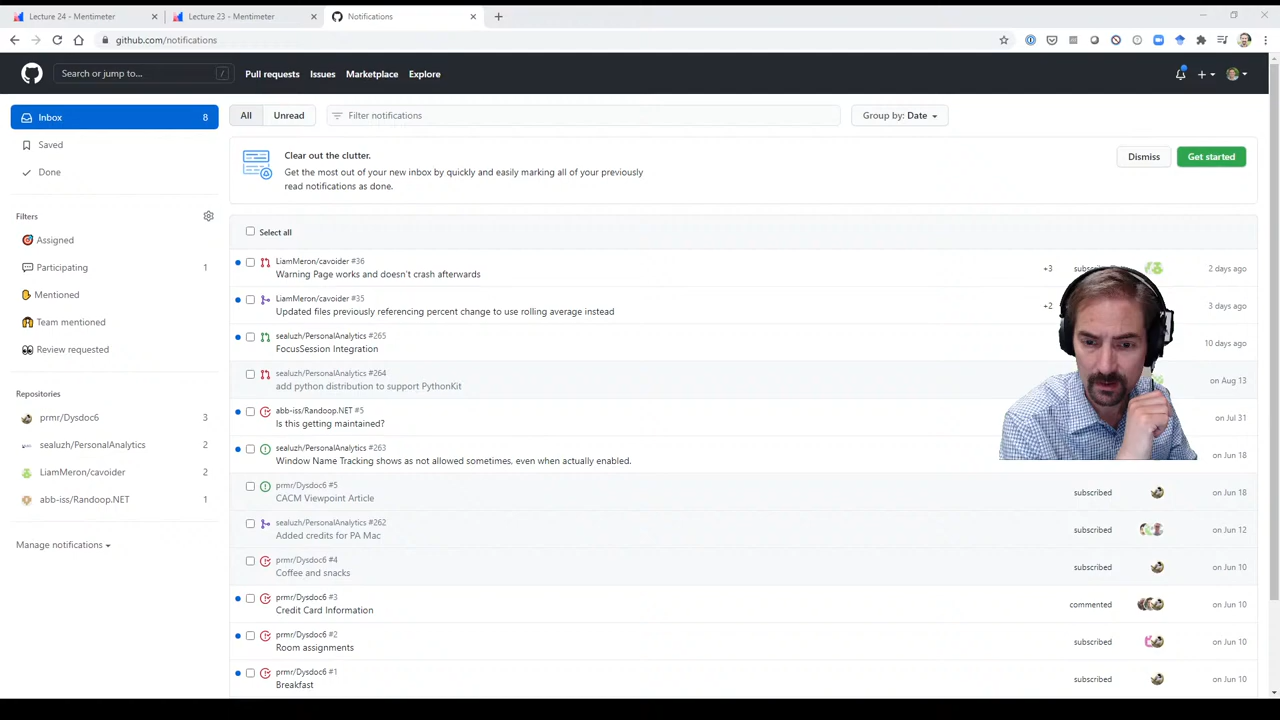 Lecture 24 - Mentimeter
Lecture 23 - Mentimeter
Notifications
github.com/notifications
Search or jump to...
/
Pull requests
Issues
Marketplace
Explore
Inbox 8
Saved
Done
Filters
Assigned
Participating 1
Mentioned
Team mentioned
Review requested
Repositories
prmr/Dysdoc6 3
sealuzh/PersonalAnalytics 2
LiamMeron/cavoider 2
abb-iss/Randoop.NET 1
Manage notifications
All
Unread
Filter notifications
Group by: Date
Clear out the clutter.
Get the most out of your new inbox by quickly and easily marking all of your previously
read notifications as done.
Dismiss
Get started
Select all
LiamMeron/cavoider #36
Warning Page works and doesn't crash afterwards
+3
2 days ago
LiamMeron/cavoider #35
Updated files previously referencing percent change to use rolling average instead
+2
3 days ago
sealuzh/PersonalAnalytics #265
FocusSession Integration
10 days ago
sealuzh/PersonalAnalytics #264
add python distribution to support PythonKit
on Aug 13
abb-iss/Randoop.NET #5
Is this getting maintained?
on Jul 31
sealuzh/PersonalAnalytics #263
Window Name Tracking shows as not allowed sometimes, even when actually enabled.
on Jun 18
prmr/Dysdoc6 #5
CACM Viewpoint Article
subscribed
on Jun 18
sealuzh/PersonalAnalytics #262
Added credits for PA Mac
subscribed
on Jun 12
prmr/Dysdoc6 #4
Coffee and snacks
subscribed
on Jun 10
prmr/Dysdoc6 #3
Credit Card Information
commented
on Jun 10
prmr/Dysdoc6 #2
Room assignments
subscribed
on Jun 10
prmr/Dysdoc6 #1
Breakfast
subscribed
on Jun 10